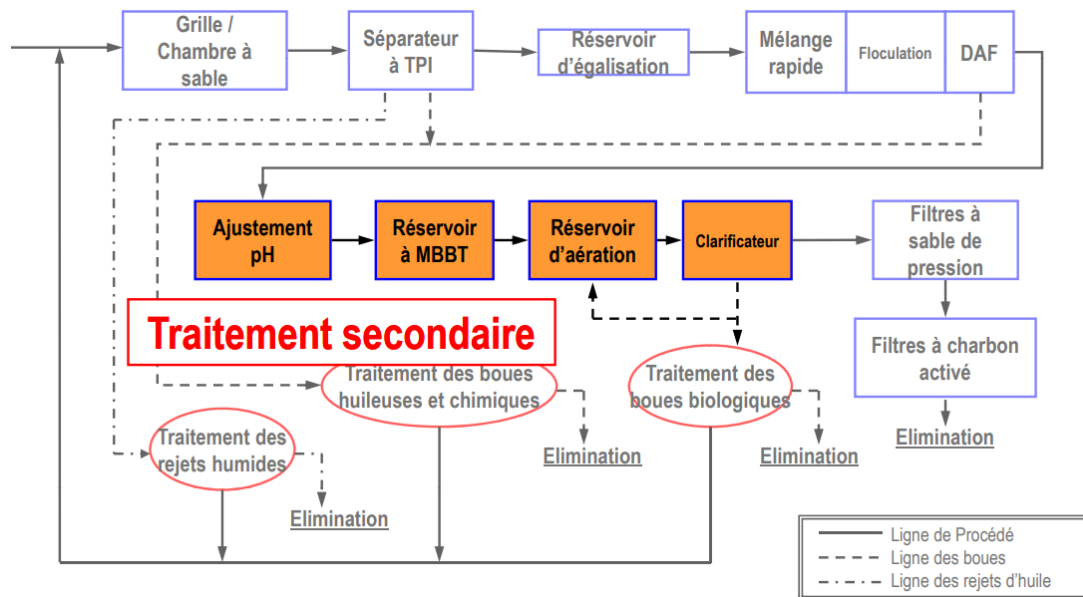 Grille /
Chambre à
sable
Séparateur
à TPI
Réservoir
d'égalisation
Mélange
rapide
Floculation
DAF
Ajustement
pH
Réservoir
à MBBT
Réservoir
d'aération
Clarificateur
Filtres à
sable de
pression
Traitement secondaire
Filtres à charbon
activé
Traitement des boues
huileuses et chimiques
Traitement des
boues biologiques
Traitement des
rejets humides
Elimination
Elimination
Elimination
Elimination
Ligne de Procédé
Ligne des boues
Ligne des rejets d'huile